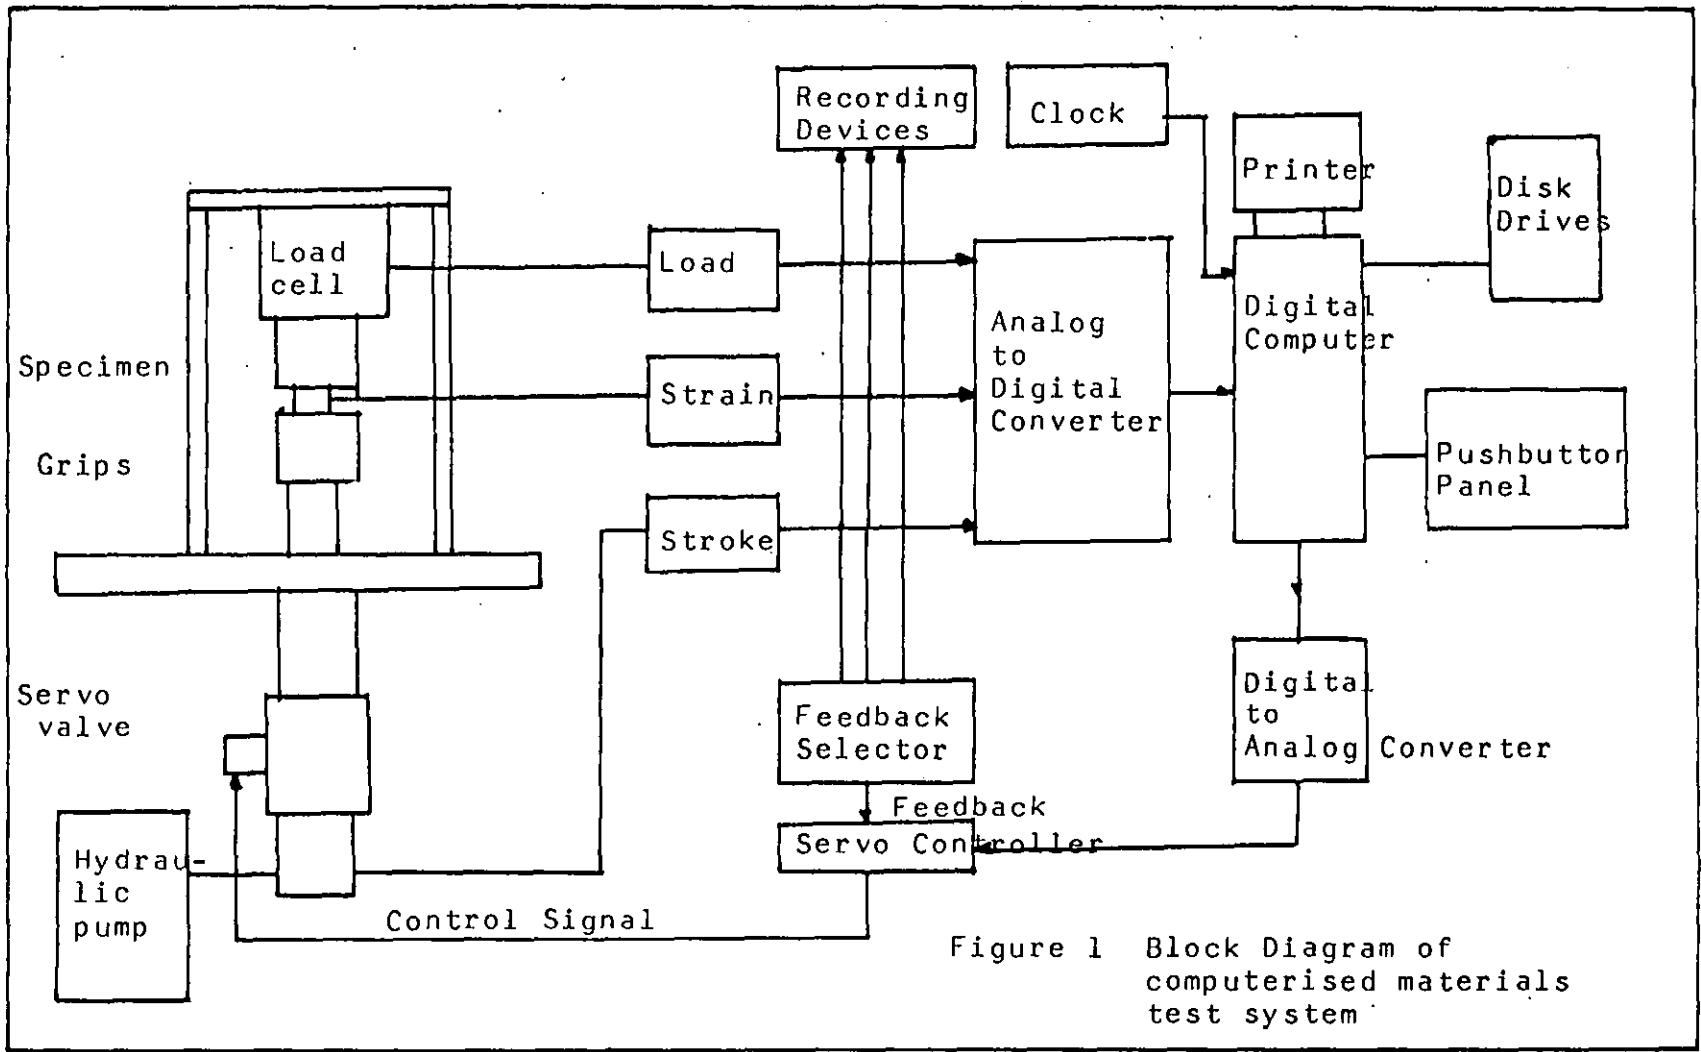 Recording
Devices
Clock
Printer
Disk
Drives
Load
cell
Load
Analog
to
Digital
Converter
Digital
Computer
Specimen
Strain
Grips
Pushbutton
Panel
Stroke
Servo
valve
Feedback
Selector
Digital
to
Analog Converter
Feedback
Servo Controller
Hydrau-
lic
pump
Control Signal
Figure 1 Block Diagram of
computerised materials
test system